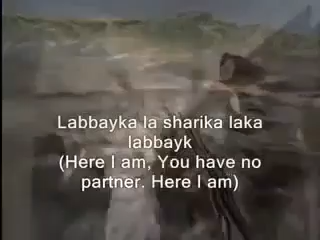 Labbayka la sharika laka
labbayk
(Here I am, You have no
partner. Here I am)